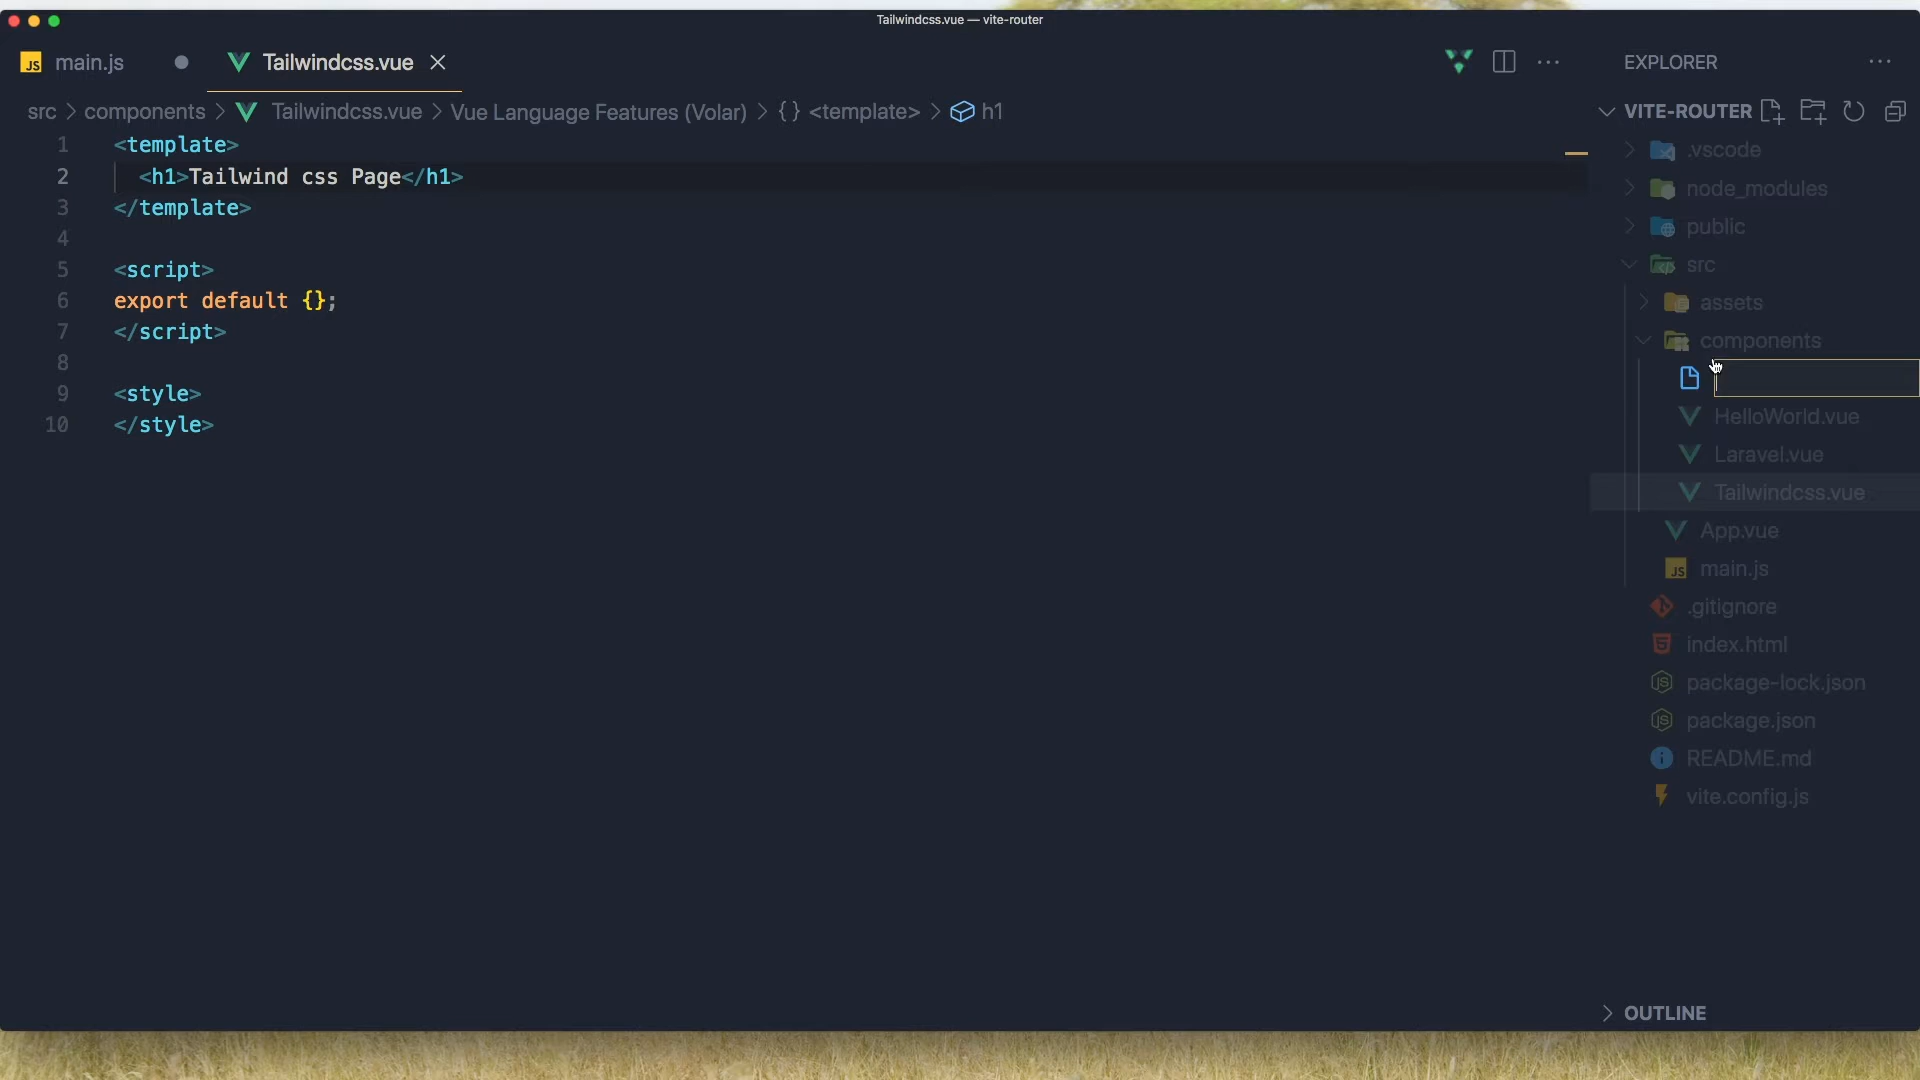 Tailwindcss.vue — vite-router
JS main.js
Tailwindcss.vue
EXPLORER
src > components > Tailwindcss.vue > Vue Language Features (Volar) > {} <template> > h1
VITE-ROUTER
1 <template>
2 <h1>Tailwind css Page</h1>
3 </template>
4
5 <script>
6 export default {};
7 </script>
8
9 <style>
10 </style>
.vscode
node_modules
public
src
assets
components
HelloWorld.vue
Laravel.vue
Tailwindcss.vue
App.vue
JS main.js
.gitignore
index.html
package-lock.json
package.json
README.md
vite.config.js
OUTLINE